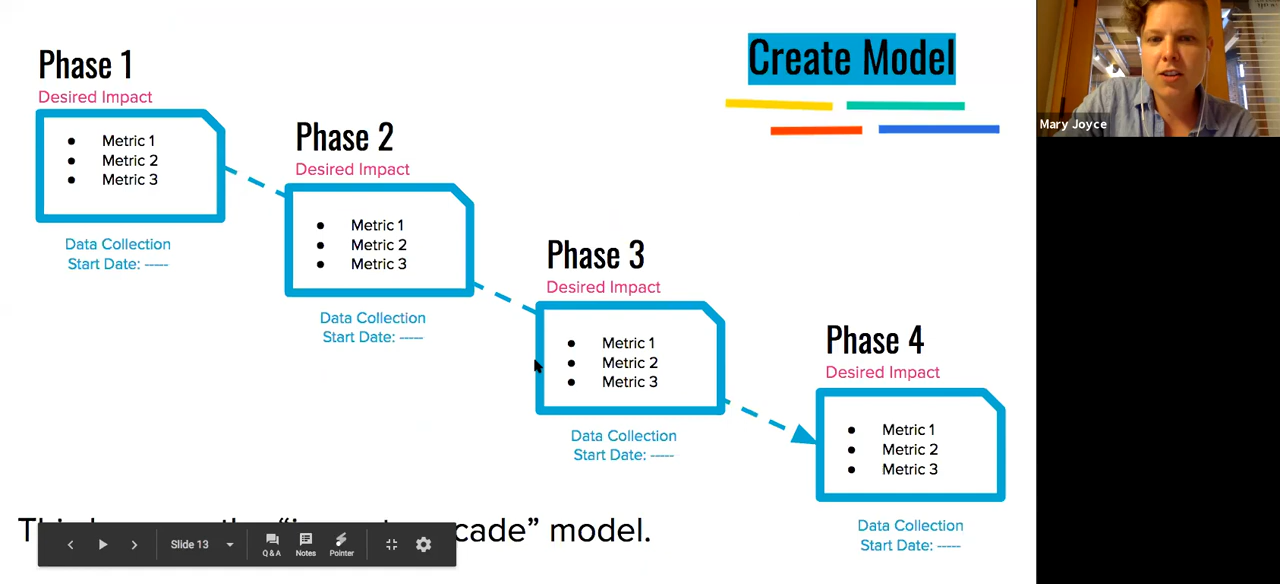 Create Model
Mary Joyce
Phase 1
Desired Impact
Metric 1
Metric 2
Metric 3
Data Collection
Start Date: -----
Phase 2
Desired Impact
Metric 1
Metric 2
Metric 3
Data Collection
Start Date: -----
Phase 3
Desired Impact
Metric 1
Metric 2
Metric 3
Data Collection
Start Date: -----
Phase 4
Desired Impact
Metric 1
Metric 2
Metric 3
Data Collection
Start Date: -----
model.
Slide 13
Q & A
Notes
Pointer